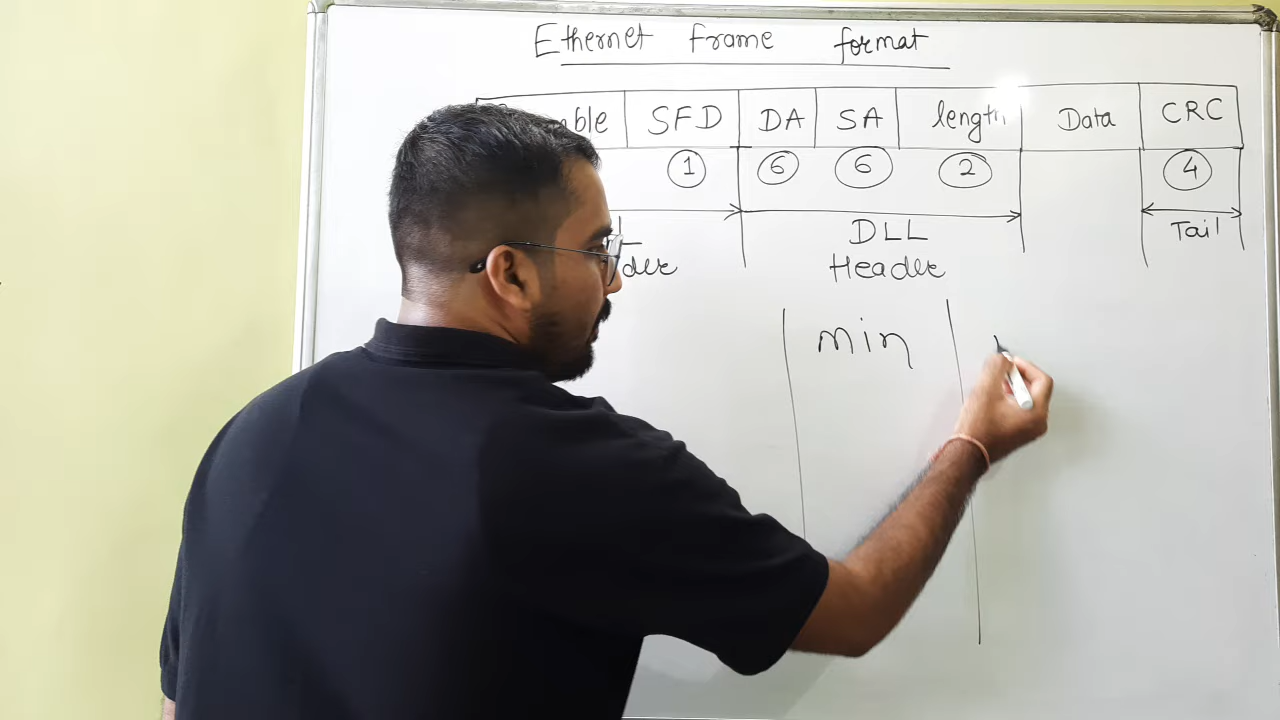 Ethernet frame format
SFD DA SA length Data CRC
1 6 6 2 4
DLL Tail
Header
min